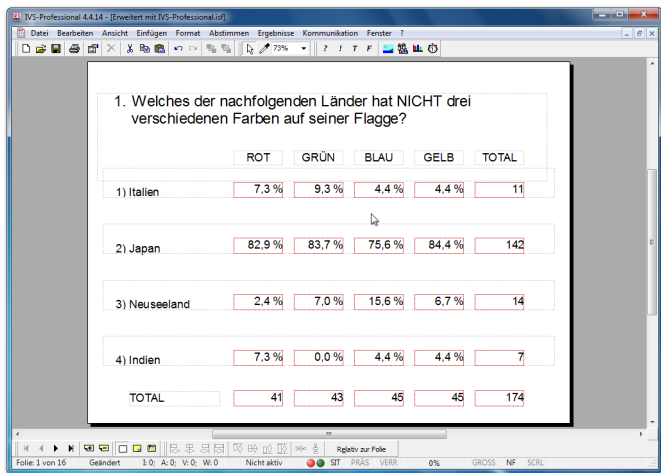 IVS-Professional 4.4.14 - [Erweitert mit IVS-Professional.isf]
Datei Bearbeiten Ansicht Einfügen Format Abstimmen Ergebnisse Kommunikation Fenster ?
73% ? ! T F
1. Welches der nachfolgenden Länder hat NICHT drei
verschiedenen Farben auf seiner Flagge?
ROT GRÜN BLAU GELB TOTAL
1) Italien 7,3 % 9,3 % 4,4 % 4,4 % 11
2) Japan 82,9 % 83,7 % 75,6 % 84,4 % 142
3) Neuseeland 2,4 % 7,0 % 15,6 % 6,7 % 14
4) Indien 7,3 % 0,0 % 4,4 % 4,4 % 7
TOTAL 41 43 45 45 174
Relativ zur Folie
Folie: 1 von 16 Geändert I: 0; A: 0; V: 0; W: 0 Nicht aktiv SIT PRÄS VERR 0% GROSS NF SCRL